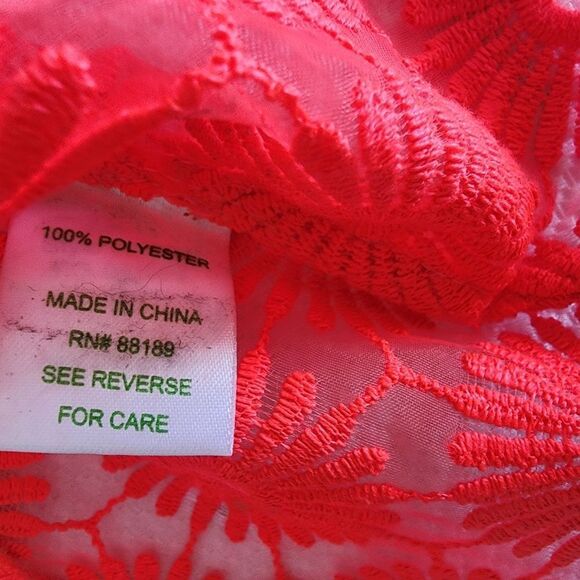 100% POLYESTER
MADE IN CHINA
RN# 88189
SEE REVERSE
FOR CARE